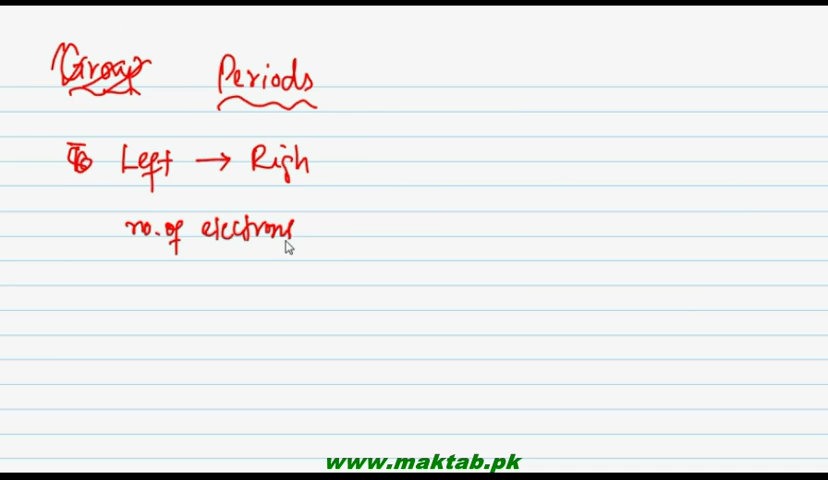 Group Periods
Left → Righ
no. of electrons
www.maktab.pk